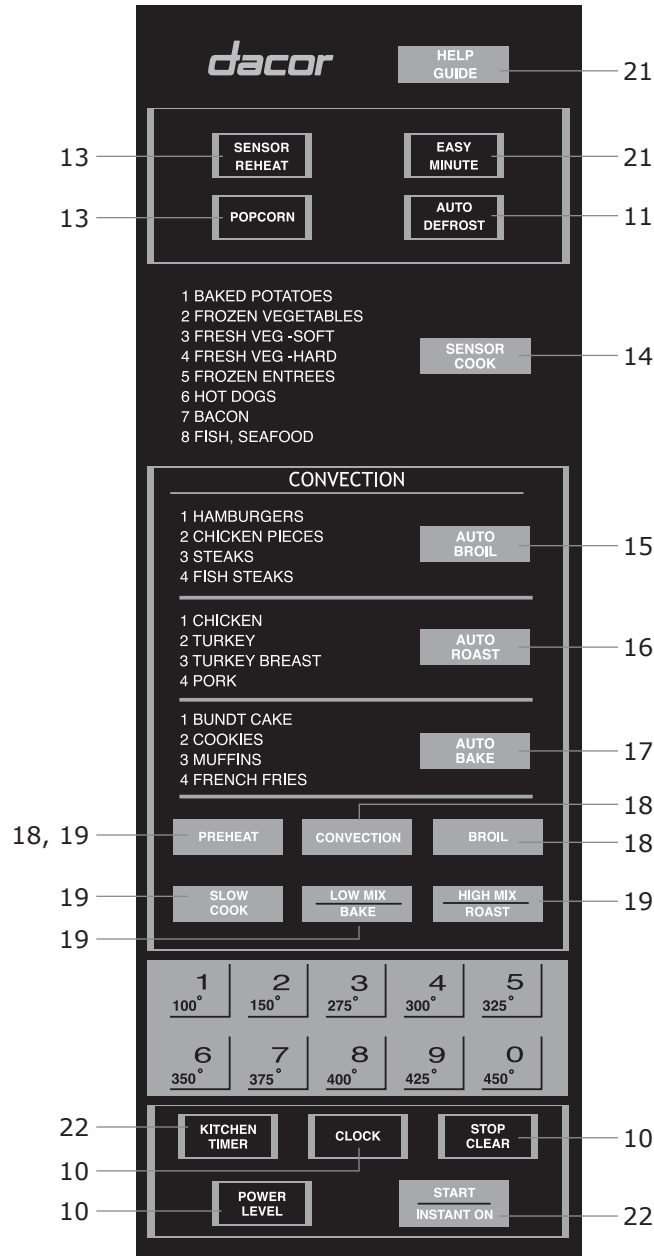 dacor
HELP
GUIDE
21
13
SENSOR
REHEAT
EASY
MINUTE
21
13
POPCORN
AUTO
DEFROST
11
1 BAKED POTATOES
2 FROZEN VEGETABLES
3 FRESH VEG -SOFT
4 FRESH VEG -HARD
5 FROZEN ENTREES
6 HOT DOGS
7 BACON
8 FISH, SEAFOOD
SENSOR
COOK
14
CONVECTION
1 HAMBURGERS
2 CHICKEN PIECES
3 STEAKS
4 FISH STEAKS
AUTO
BROIL
15
1 CHICKEN
2 TURKEY
3 TURKEY BREAST
4 PORK
AUTO
ROAST
16
1 BUNDT CAKE
2 COOKIES
3 MUFFINS
4 FRENCH FRIES
AUTO
BAKE
17
18
18, 19
PREHEAT
CONVECTION
BROIL
18
19
SLOW
COOK
LOW MIX
BAKE
HIGH MIX
ROAST
19
19
1 2 3 4 5
100° 150° 275° 300° 325°
6 7 8 9 0
350° 375° 400° 425° 450°
22
KITCHEN
TIMER
CLOCK
STOP
CLEAR
10
10
10
POWER
LEVEL
START
INSTANT ON
22